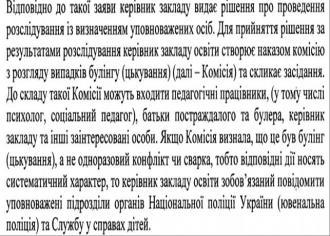 Відповідно до такої заяви керівник закладу видає рішення про проведення
розслідування із визначенням уповноважених осіб. Для прийняття рішення за
результатами розслідування керівник закладу освіти створює наказом комісію
з розгляду випадків булінгу (цькування) (далі – Комісія) та скликає засідання.
До складу такої Комісії можуть входити педагогічні працівники, (у тому числі
психолог, соціальний педагог), батьки постраждалого та булера, керівник
закладу та інші заінтересовані особи. Якщо Комісія визнала, що це був булінг
(цькування), а не одноразовий конфлікт чи сварка, тобто відповідні дії носять
систематичний характер, то керівник закладу освіти зобов’язаний повідомити
уповноважені підрозділи органів Національної поліції України (ювенальна
поліція) та Службу у справах дітей.